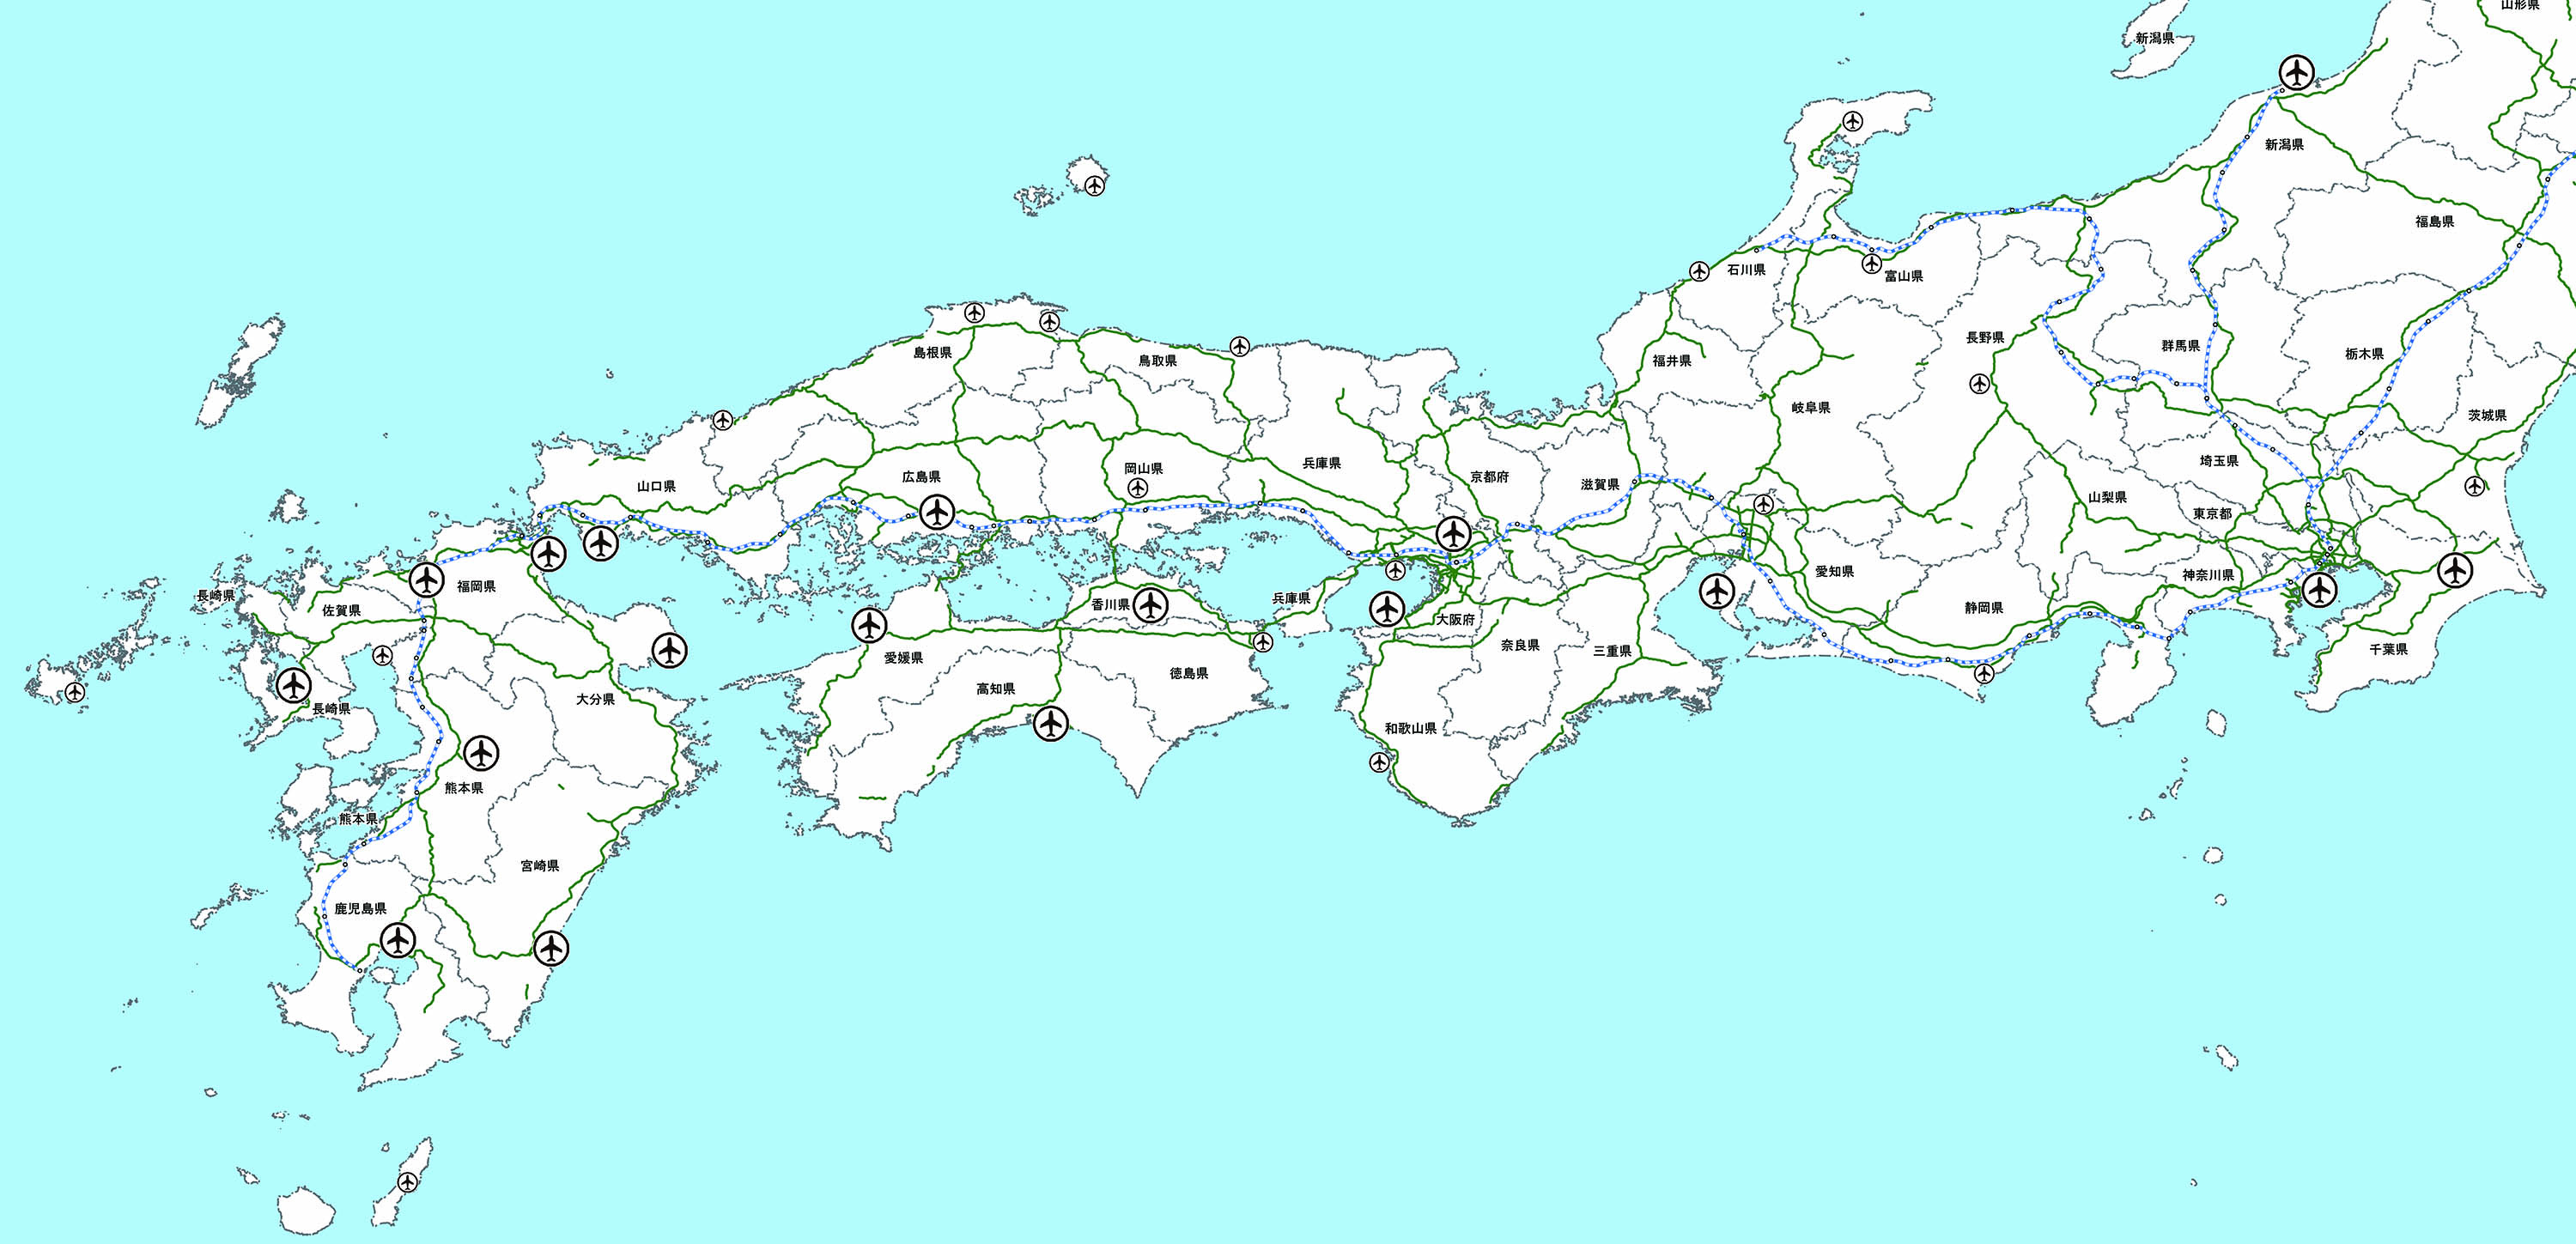 山形県
新潟県
新潟県
福島県
石川県
富山県
長野県
群馬県
栃木県
島根県
鳥取県
福井県
岐阜県
茨城県
広島県
岡山県
兵庫県
京都府
滋賀県
埼玉県
山口県
山梨県
東京都
長崎県
福岡県
佐賀県
香川県
兵庫県
大阪府
愛知県
神奈川県
静岡県
愛媛県
奈良県
三重県
千葉県
徳島県
高知県
大分県
長崎県
和歌山県
熊本県
熊本県
宮崎県
鹿児島県